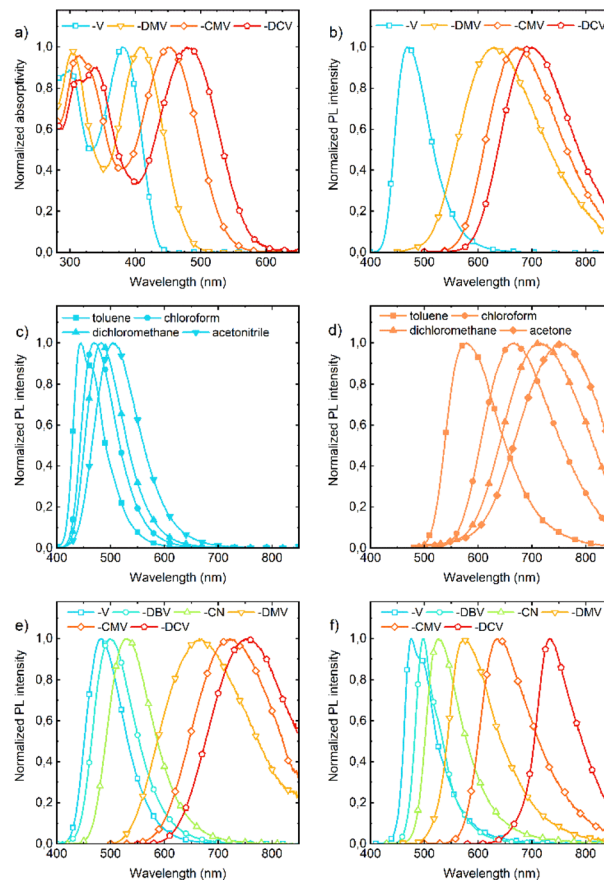 a) -V -DMV -CMV -DCV
Normalized absorptivity
1,0
0,8
0,6
0,4
0,2
0,0
300 400 500 600
Wavelength (nm)
b) -V -DMV -CMV -DCV
Normalized PL intensity
1,0
0,8
0,6
0,4
0,2
0,0
400 500 600 700 800
Wavelength (nm)
c) toluene chloroform
dichloromethane acetonitrile
Normalized PL intensity
1,0
0,8
0,6
0,4
0,2
0,0
400 500 600 700 800
Wavelength (nm)
d) toluene chloroform
dichloromethane acetone
Normalized PL intensity
1,0
0,8
0,6
0,4
0,2
0,0
400 500 600 700 800
Wavelength (nm)
e) -V -DBV -CN -DMV
-CMV -DCV
Normalized PL intensity
1,0
0,8
0,6
0,4
0,2
0,0
400 500 600 700 800
Wavelength (nm)
f) -V -DBV -CN -DMV
-CMV -DCV
Normalized PL intensity
1,0
0,8
0,6
0,4
0,2
0,0
400 500 600 700 800
Wavelength (nm)